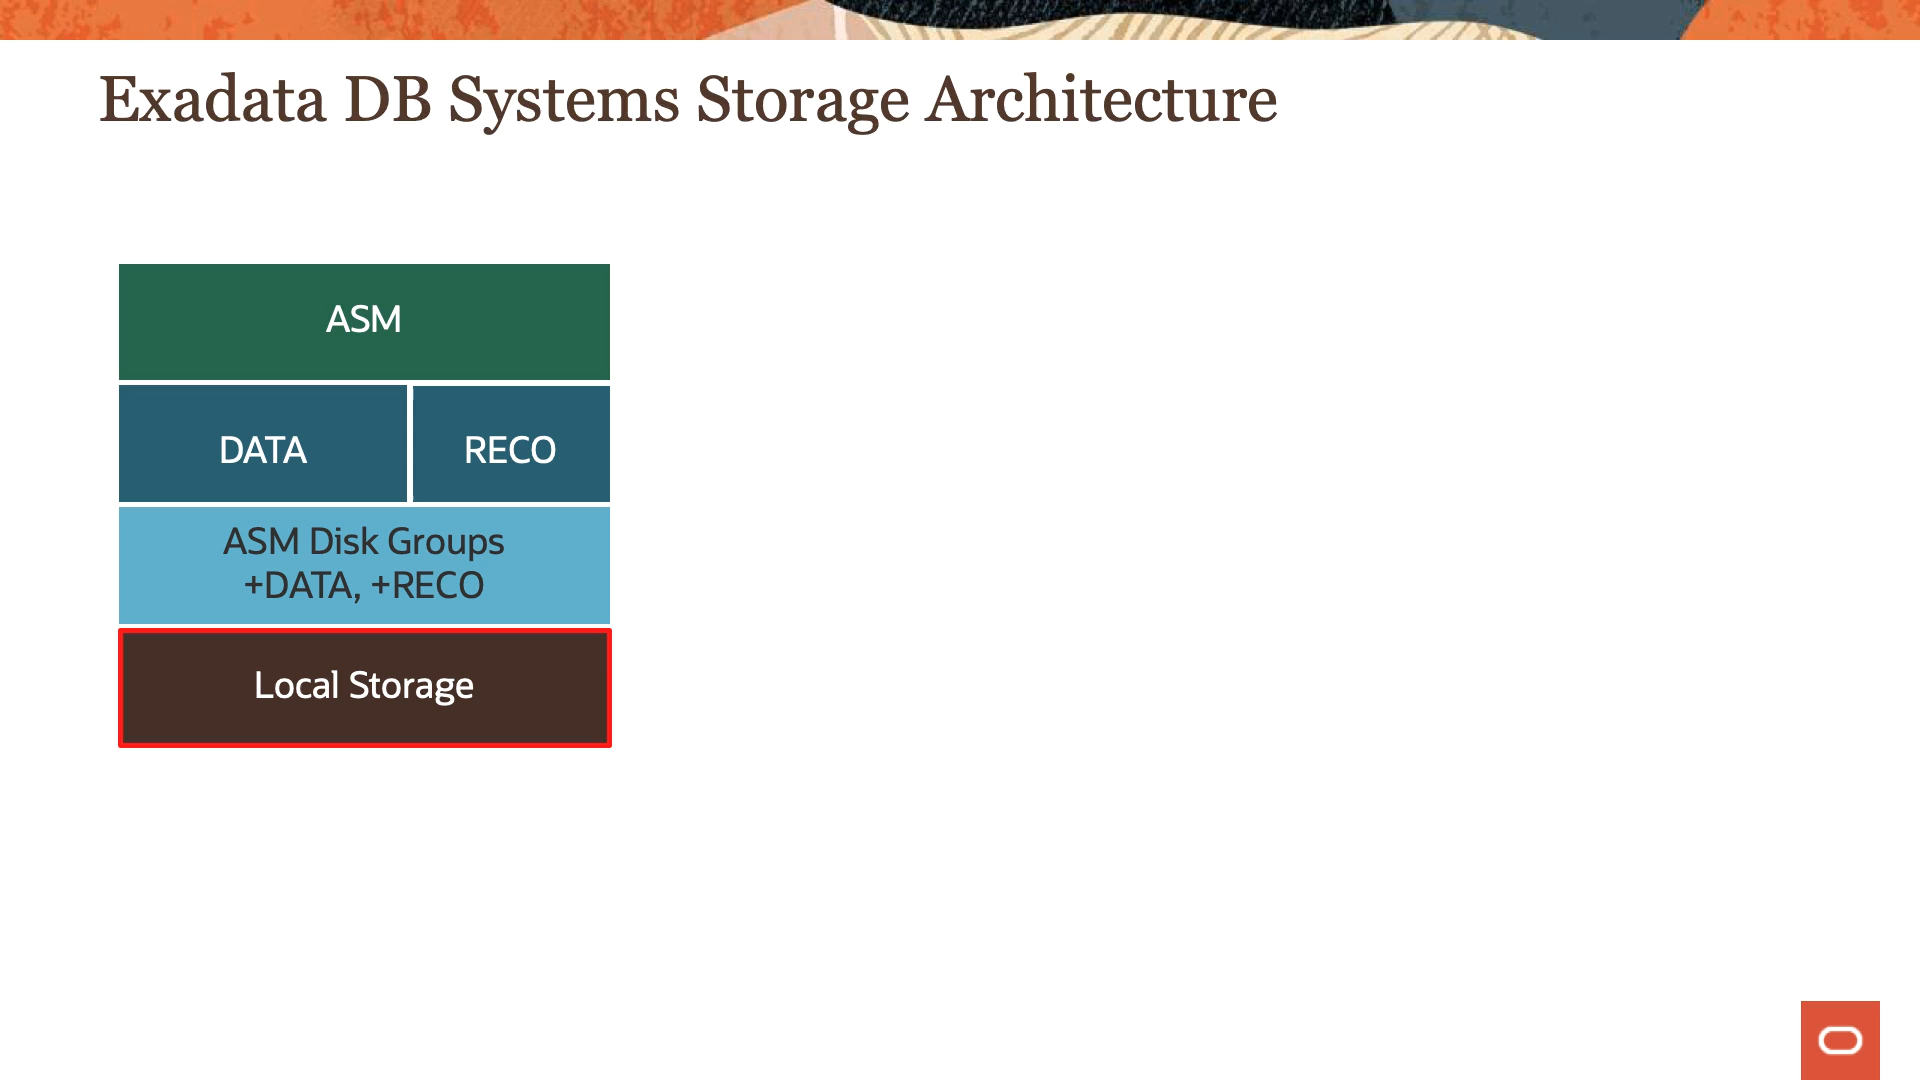 Exadata DB Systems Storage Architecture
ASM
DATA
RECO
ASM Disk Groups
+DATA, +RECO
Local Storage